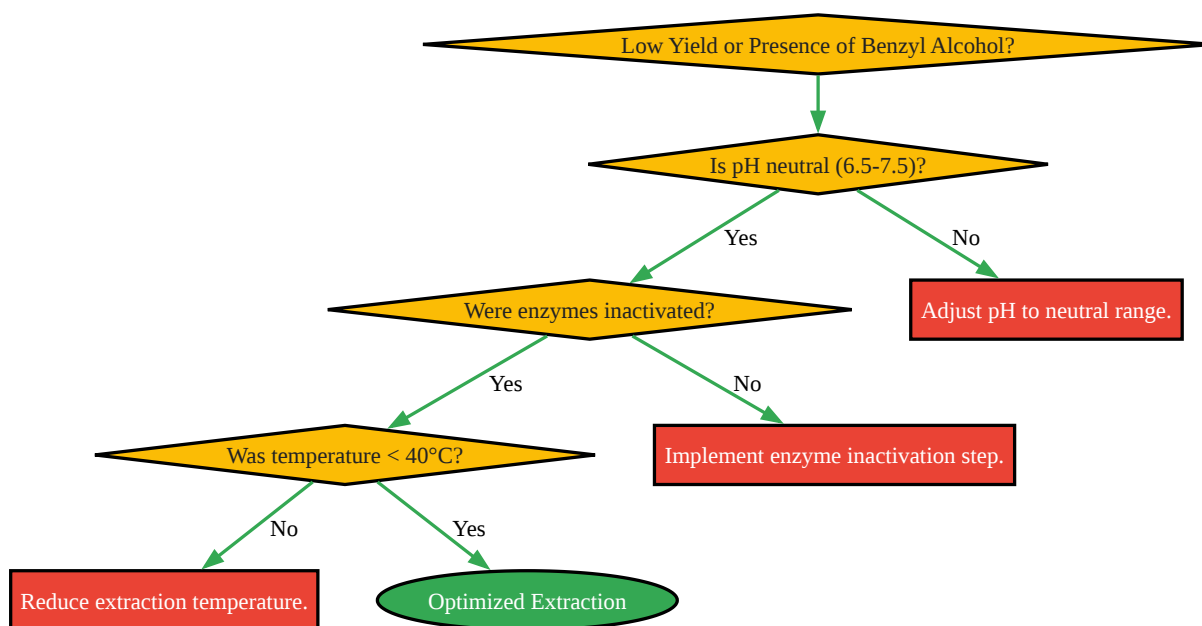 Low Yield or Presence of Benzyl Alcohol?
Is pH neutral (6.5-7.5)?
Yes
No
Were enzymes inactivated?
Adjust pH to neutral range.
Yes
No
Was temperature < 40°C?
Implement enzyme inactivation step.
No
Yes
Reduce extraction temperature.
Optimized Extraction